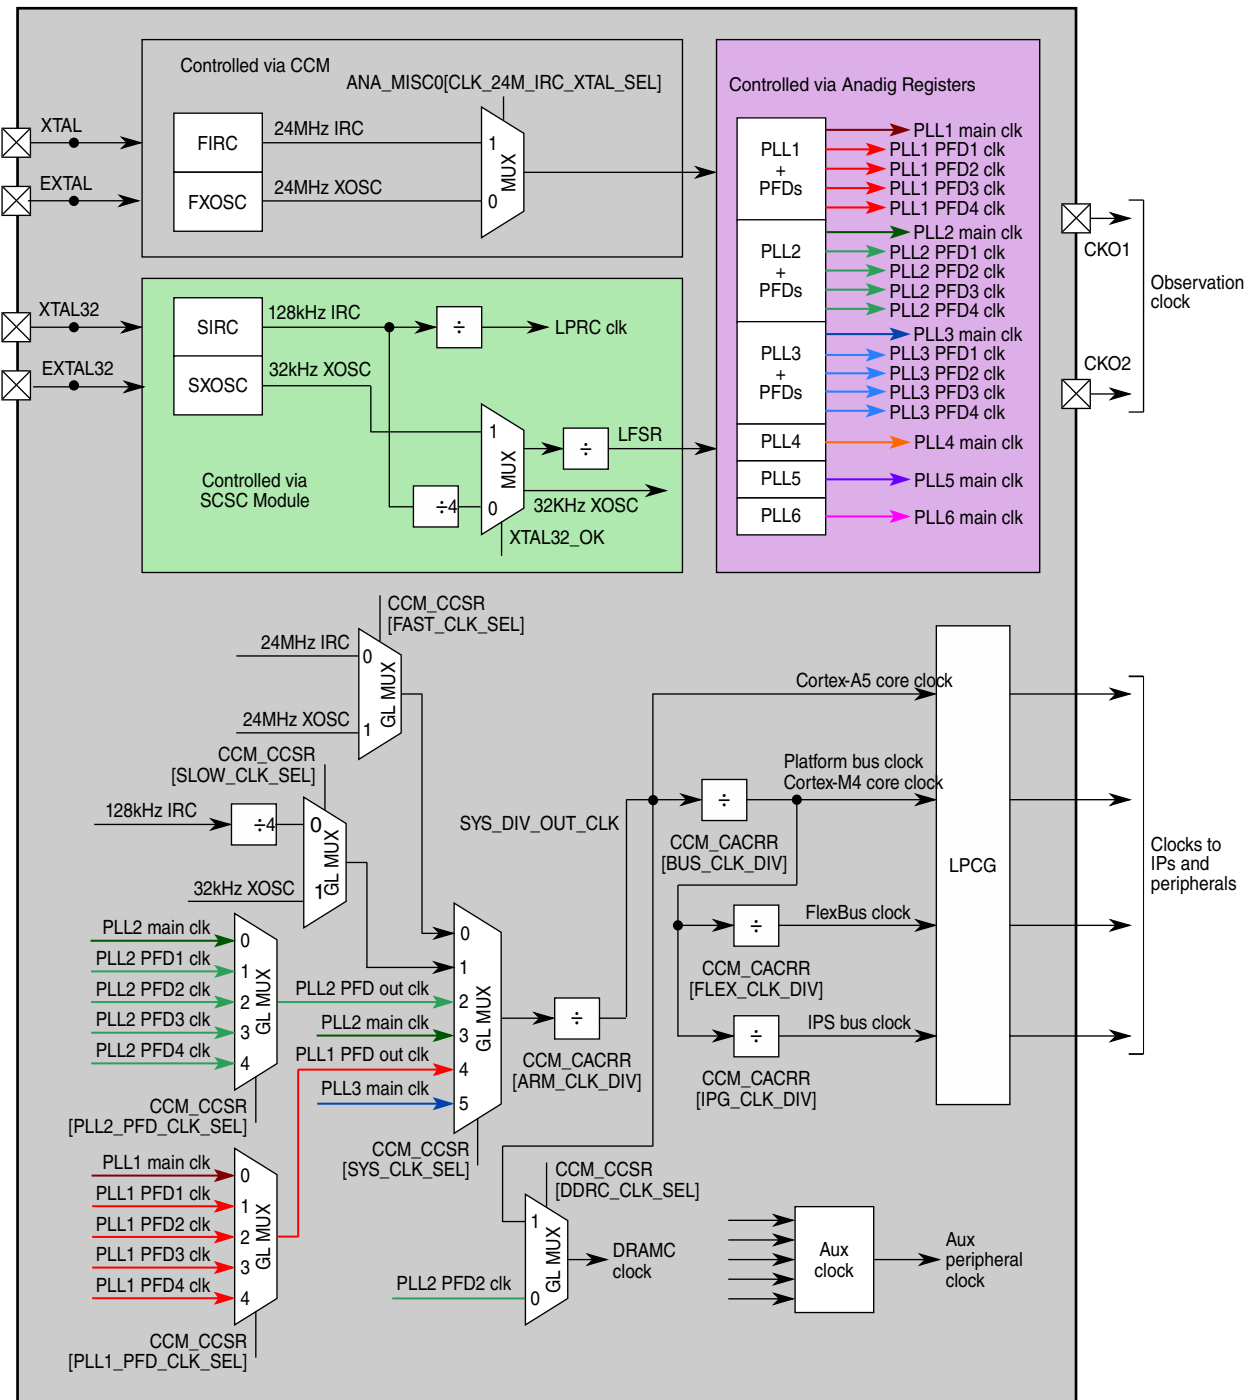 Controlled via CCM
ANA_MISC0[CLK_24M_IRC_XTAL_SEL]
XTAL
EXTAL
FIRC
FXOSC
24MHz IRC
24MHz XOSC
1
0
MUX
Controlled via Anadig Registers
PLL1
+
PFDs
PLL1 main clk
PLL1 PFD1 clk
PLL1 PFD2 clk
PLL1 PFD3 clk
PLL1 PFD4 clk
PLL2
+
PFDs
PLL2 main clk
PLL2 PFD1 clk
PLL2 PFD2 clk
PLL2 PFD3 clk
PLL2 PFD4 clk
PLL3
+
PFDs
PLL3 main clk
PLL3 PFD1 clk
PLL3 PFD2 clk
PLL3 PFD3 clk
PLL3 PFD4 clk
PLL4
PLL4 main clk
PLL5
PLL5 main clk
PLL6
PLL6 main clk
CKO1
CKO2
Observation
clock
XTAL32
EXTAL32
SIRC
SXOSC
128kHz IRC
32kHz XOSC
÷
LPRC clk
1
0
MUX
÷
LFSR
÷4
32KHz XOSC
XTAL32_OK
Controlled via
SCSC Module
CCM_CCSR
[FAST_CLK_SEL]
24MHz IRC
24MHz XOSC
0
1
GL MUX
CCM_CCSR
[SLOW_CLK_SEL]
128kHz IRC
÷4
32kHz XOSC
0
1
GL MUX
PLL2 main clk
PLL2 PFD1 clk
PLL2 PFD2 clk
PLL2 PFD3 clk
PLL2 PFD4 clk
0
1
2
3
4
GL MUX
CCM_CCSR
[PLL2_PFD_CLK_SEL]
PLL1 main clk
PLL1 PFD1 clk
PLL1 PFD2 clk
PLL1 PFD3 clk
PLL1 PFD4 clk
0
1
2
3
4
GL MUX
CCM_CCSR
[PLL1_PFD_CLK_SEL]
PLL2 PFD out clk
PLL2 main clk
PLL1 PFD out clk
PLL3 main clk
0
1
2
3
4
5
GL MUX
CCM_CCSR
[SYS_CLK_SEL]
÷
CCM_CACRR
[ARM_CLK_DIV]
SYS_DIV_OUT_CLK
Cortex-A5 core clock
Platform bus clock
Cortex-M4 core clock
÷
CCM_CACRR
[BUS_CLK_DIV]
FlexBus clock
÷
CCM_CACRR
[FLEX_CLK_DIV]
IPS bus clock
÷
CCM_CACRR
[IPG_CLK_DIV]
LPCG
Clocks to
IPs and
peripherals
CCM_CCSR
[DDRC_CLK_SEL]
1
0
GL MUX
PLL2 PFD2 clk
DRAMC
clock
Aux
clock
Aux
peripheral
clock